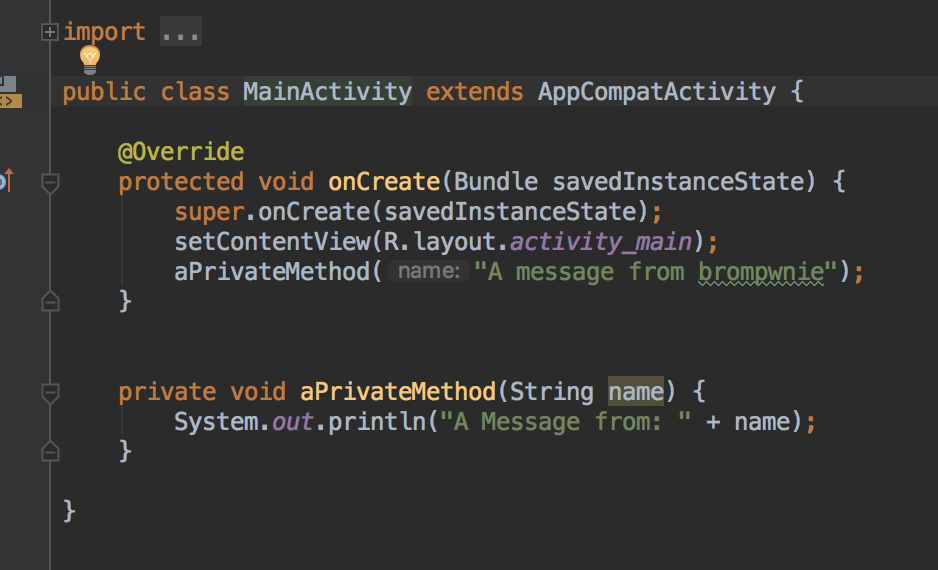 import ...
public class MainActivity extends AppCompatActivity {
@Override
protected void onCreate(Bundle savedInstanceState) {
super.onCreate(savedInstanceState);
setContentView(R.layout.activity_main);
aPrivateMethod( name: "A message from brompwnie");
}
private void aPrivateMethod(String name) {
System.out.println("A Message from: " + name);
}
}